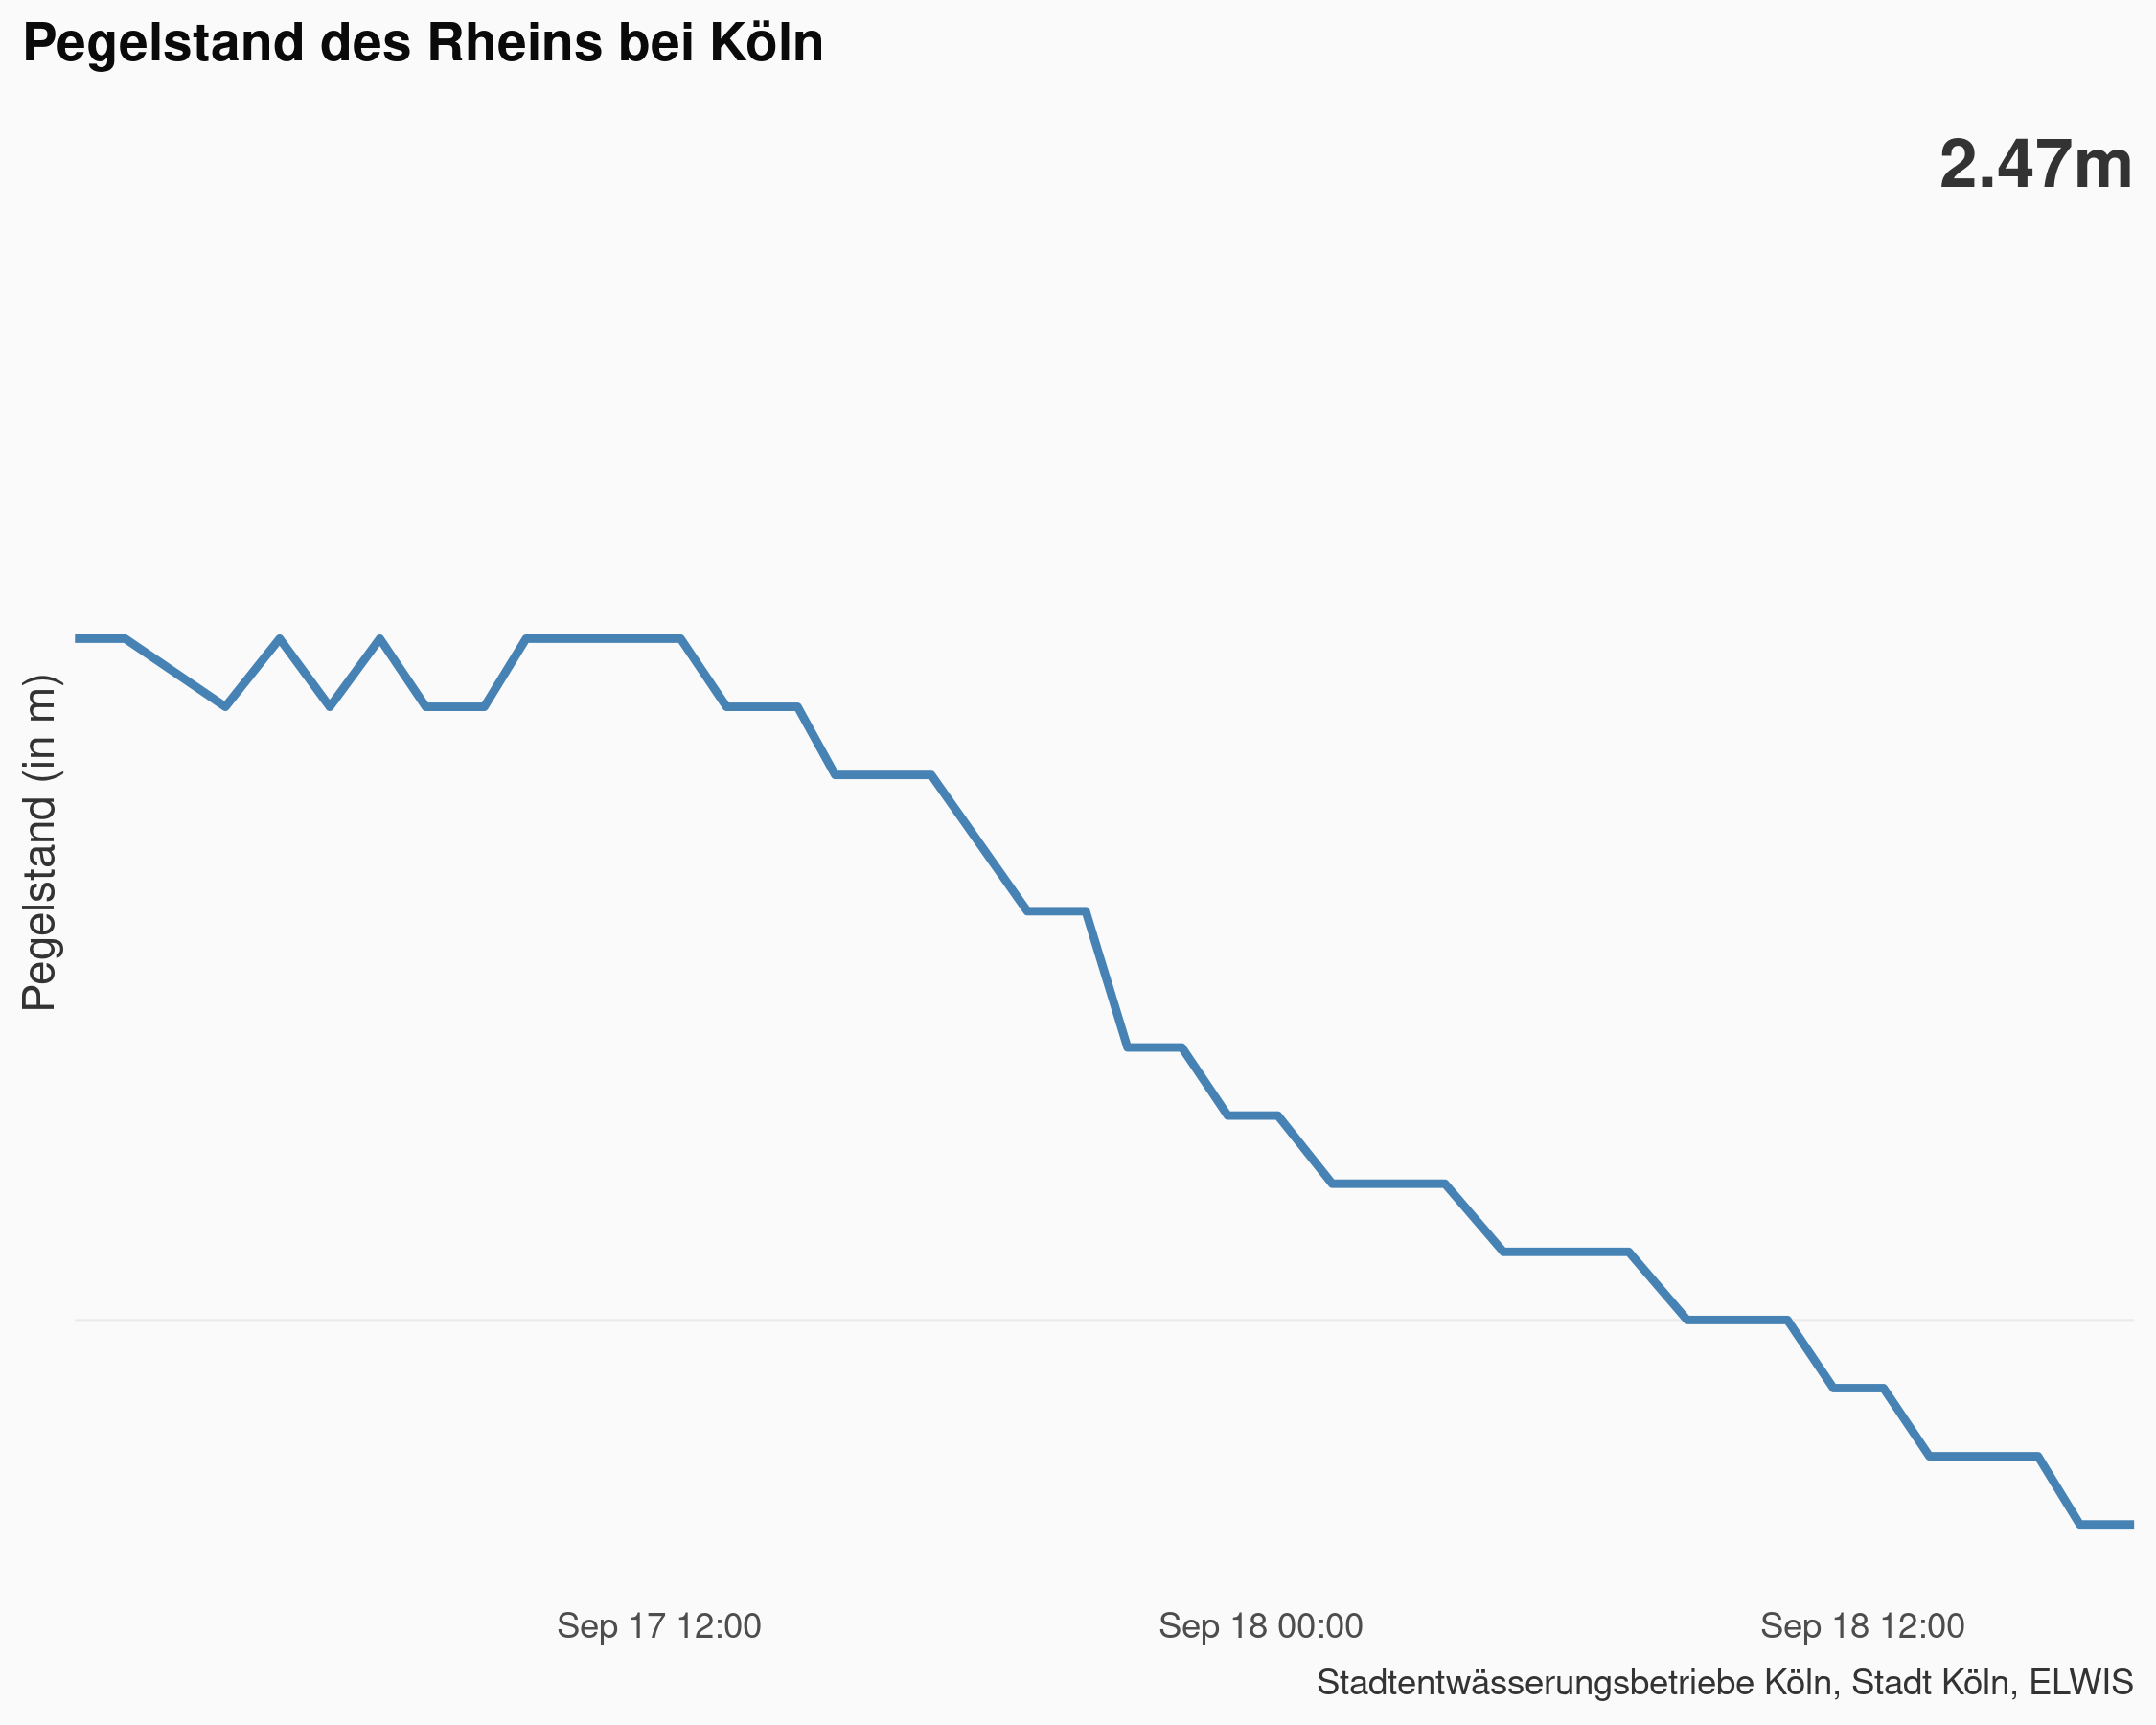 Pegelstand des Rheins bei Köln
2.47m
Pegelstand (in m)
Sep 17 12:00
Sep 18 00:00
Sep 18 12:00
Stadtentwässerungsbetriebe Köln, Stadt Köln, ELWIS